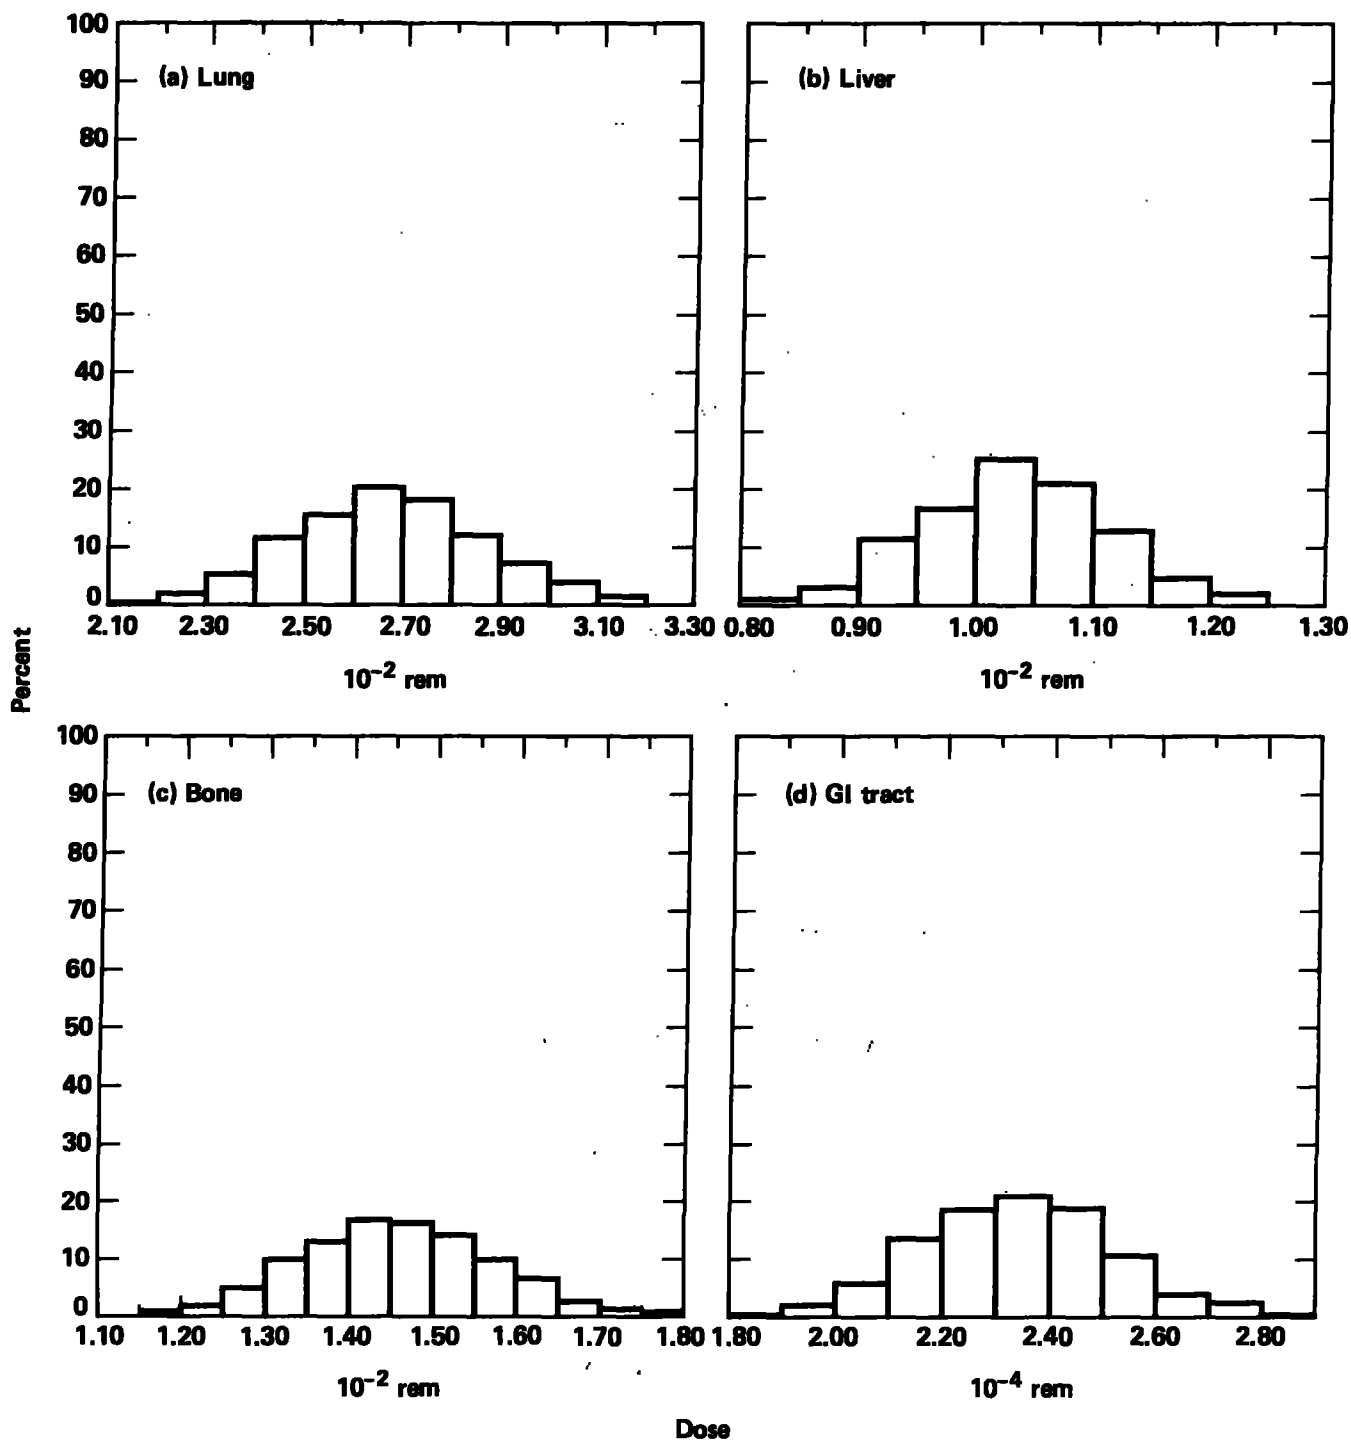 100
90
80
70
60
50
40
30
20
10
0
(a) Lung
2.10 2.30 2.50 2.70 2.90 3.10 3.30
10⁻² rem
(b) Liver
0.80 0.90 1.00 1.10 1.20 1.30
10⁻² rem
Percent
100
90
80
70
60
50
40
30
20
10
0
(c) Bone
1.10 1.20 1.30 1.40 1.50 1.60 1.70 1.80
10⁻² rem
(d) GI tract
1.80 2.00 2.20 2.40 2.60 2.80
10⁻⁴ rem
Dose